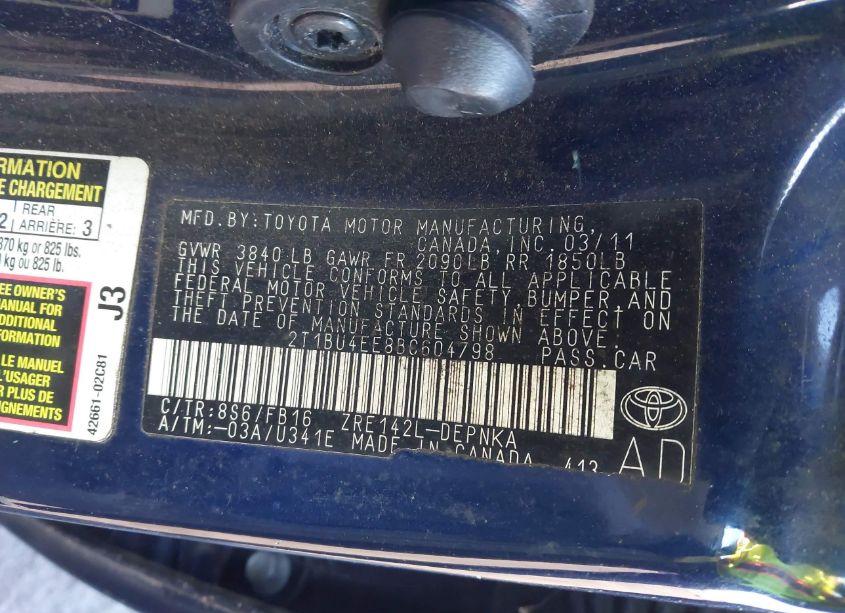 RMATION
E CHARGEMENT
2 REAR
ARRIÈRE: 3
370 kg or 825 lbs.
kg ou 825 lb.
EE OWNER'S
MANUAL FOR
ADDITIONAL
FORMATION
LE MANUEL
L'USAGER
PLUS DE
IGNEMENTS
J3
42661-02C81
MFD.BY:TOYOTA MOTOR MANUFACTURING,
CANADA,INC.03/11
GVWR 3840LB GAWR FR 2090LB RR 1850LB
THIS VEHICLE CONFORMS TO ALL APPLICABLE
FEDERAL MOTOR VEHICLE SAFETY, BUMPER,AND
THEFT PREVENTION STANDARDS IN EFFECT ON
THE DATE OF MANUFACTURE SHOWN ABOVE.
2T1BU4EE8BC604798 PASS.CAR
C/TR:8S6/FB16 ZRE142L-DEPNKA
A/TM:-03A/U341E MADE IN CANADA 413
AD